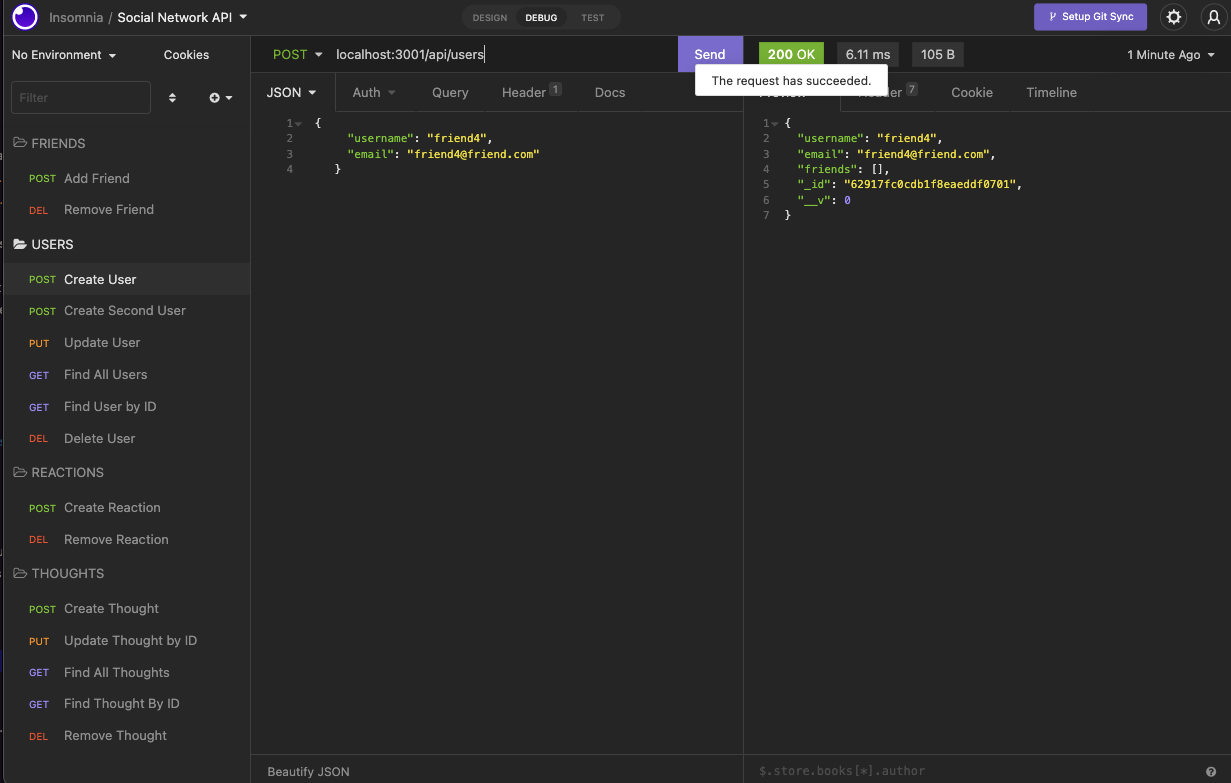 Insomnia / Social Network API
DESIGN DEBUG TEST
Setup Git Sync
No Environment Cookies
POST localhost:3001/api/users Send 200 OK 6.11 ms 105 B 1 Minute Ago
The request has succeeded.
Filter
JSON Auth Query Header 1 Docs
Header 7 Cookie Timeline
FRIENDS
POST Add Friend
DEL Remove Friend
USERS
POST Create User
POST Create Second User
PUT Update User
GET Find All Users
GET Find User by ID
DEL Delete User
REACTIONS
POST Create Reaction
DEL Remove Reaction
THOUGHTS
POST Create Thought
PUT Update Thought by ID
GET Find All Thoughts
GET Find Thought By ID
DEL Remove Thought
1 {
2 "username": "friend4",
3 "email": "friend4@friend.com"
4 }
1 {
2 "username": "friend4",
3 "email": "friend4@friend.com",
4 "friends": [],
5 "_id": "62917fc0cdb1f8eaeddf0701",
6 "__v": 0
7 }
Beautify JSON
$.store.books[*].author